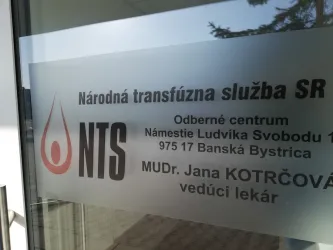 Národná transfúzna služba SR
NTS
Odberné centrum
Námestie Ludvika Svobodu 1
975 17 Banská Bystrica
MUDr. Jana KOTRČOVÁ
vedúci lekár